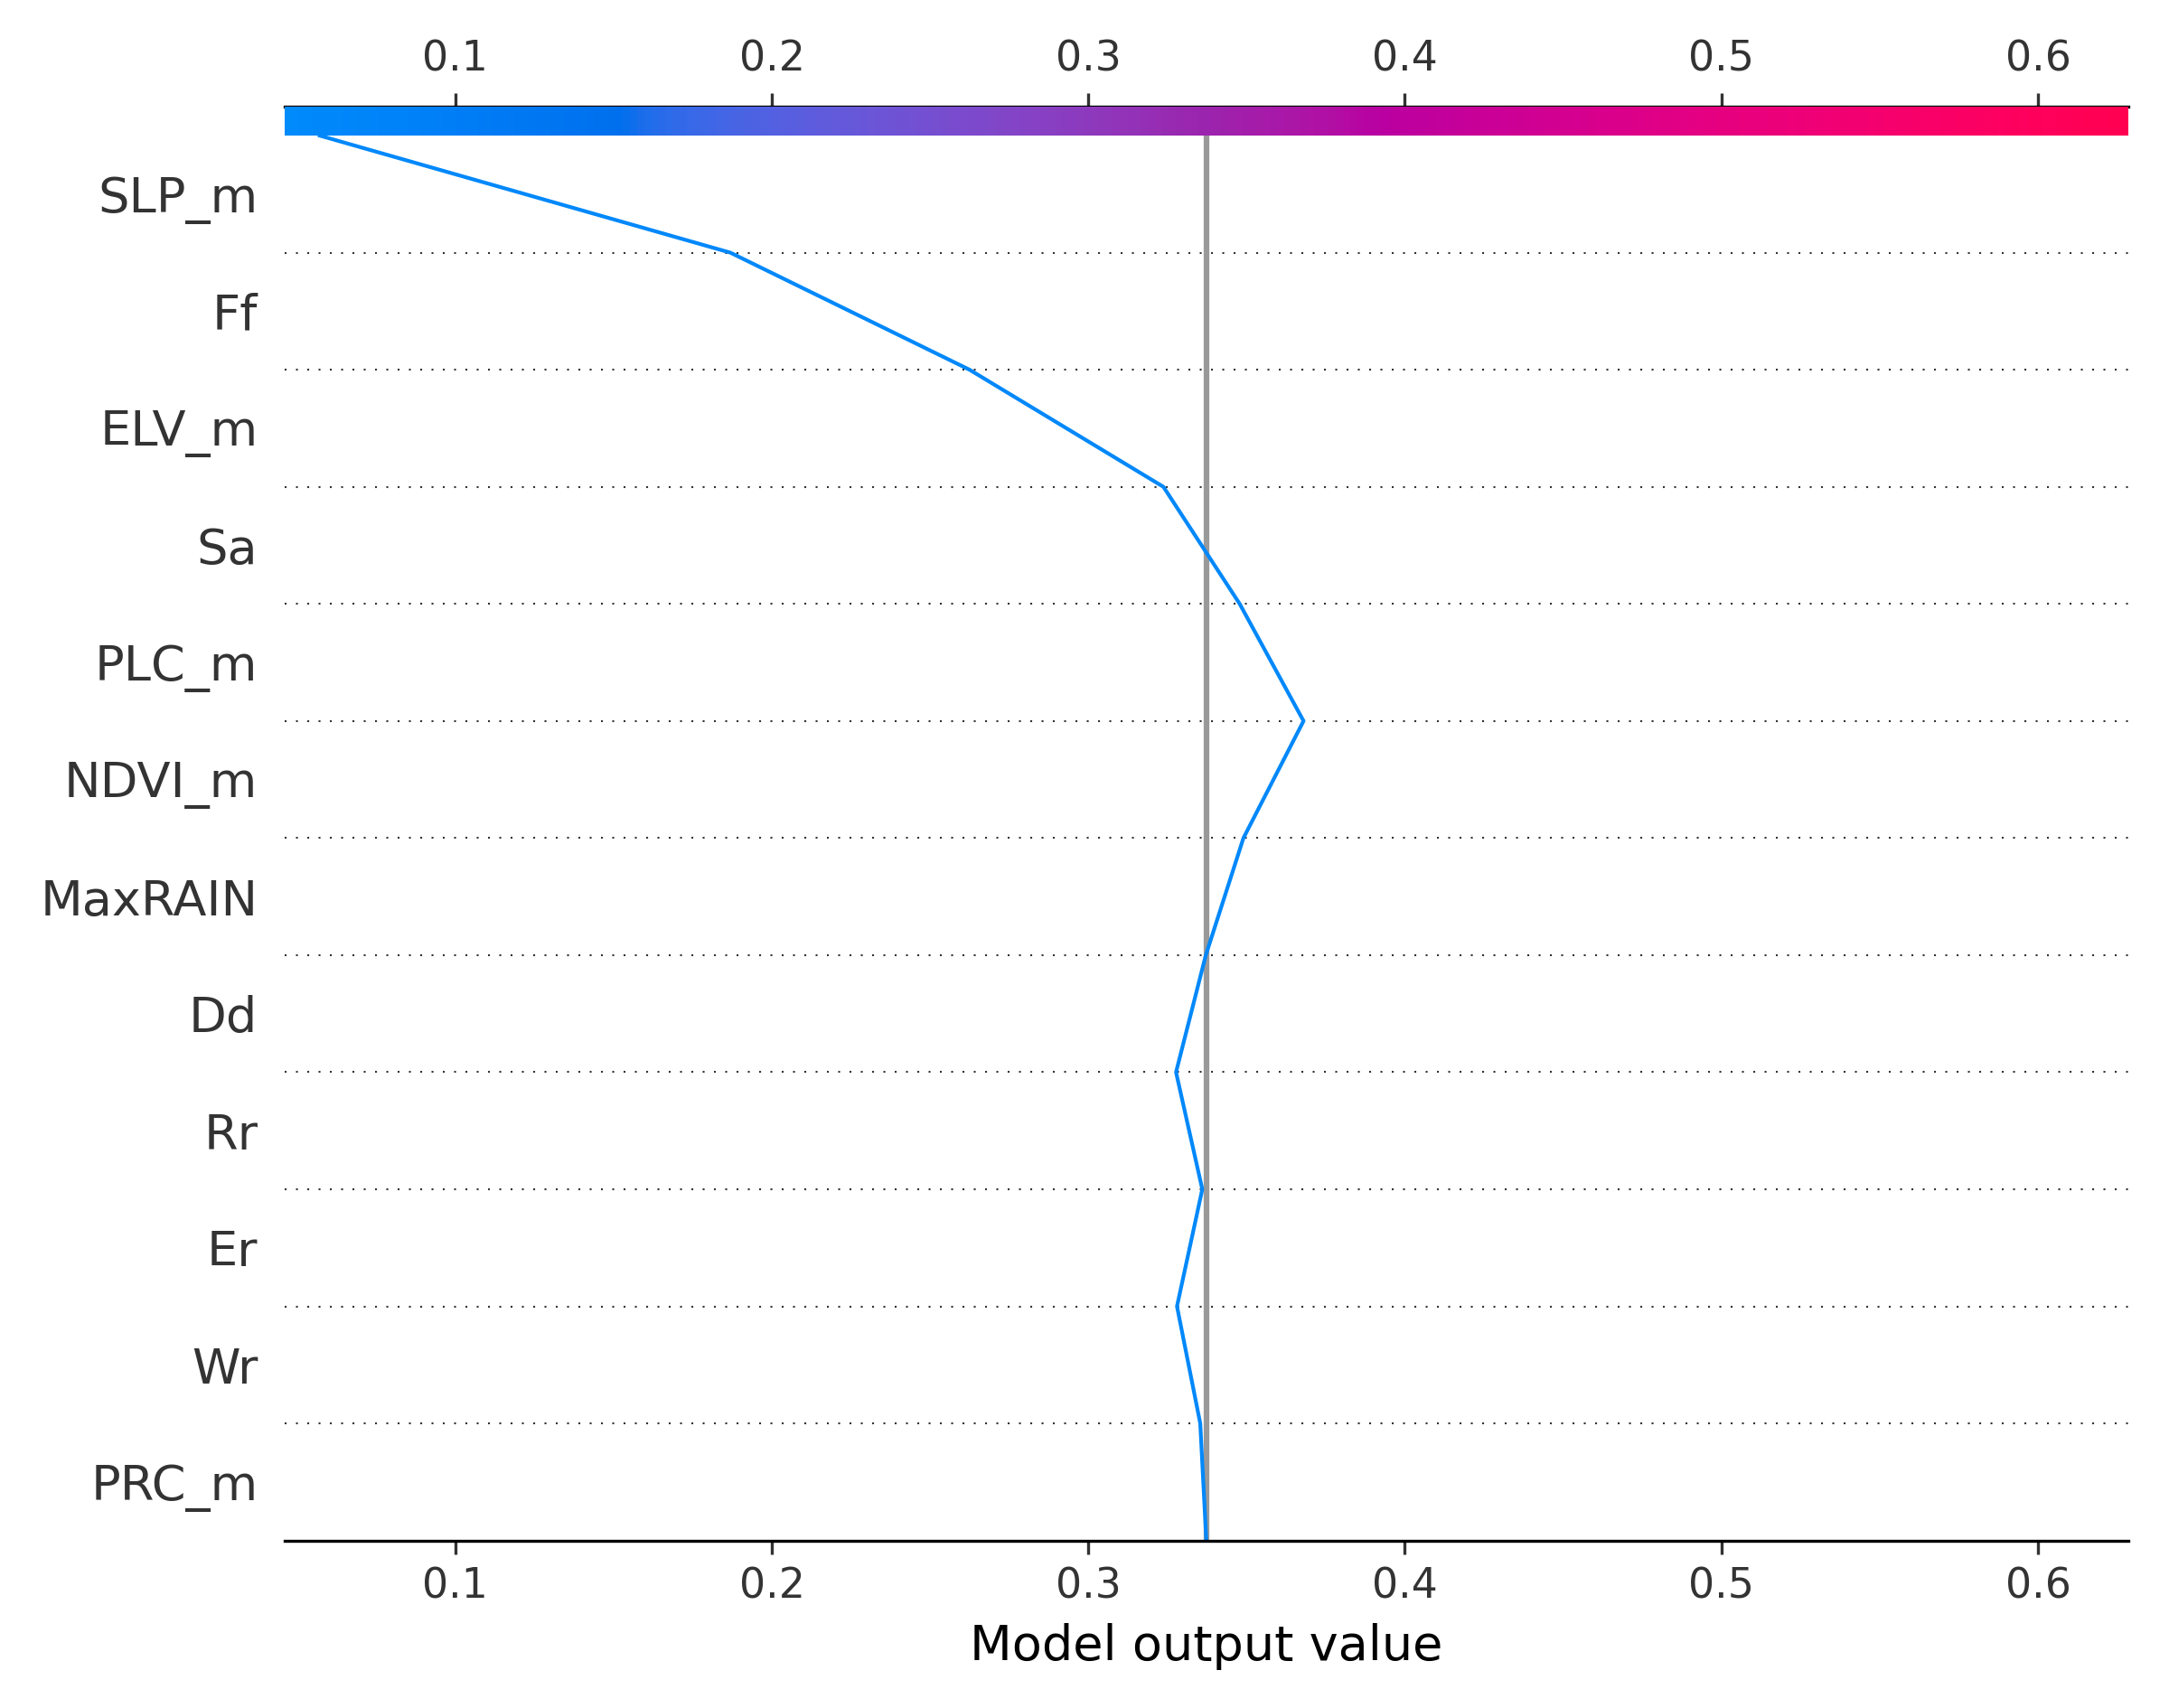 0.1 0.2 0.3 0.4 0.5 0.6
SLP_m
Ff
ELV_m
Sa
PLC_m
NDVI_m
MaxRAIN
Dd
Rr
Er
Wr
PRC_m
0.1 0.2 0.3 0.4 0.5 0.6
Model output value